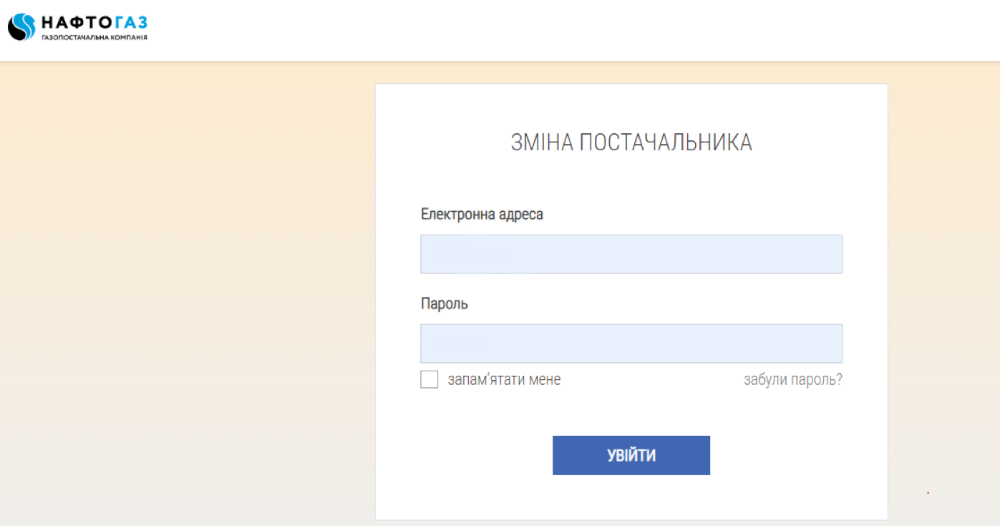 НАФТОГАЗ
ГАЗОПОСТАЧАЛЬНА КОМПАНІЯ
ЗМІНА ПОСТАЧАЛЬНИКА
Електронна адреса
Пароль
запам'ятати мене забули пароль?
УВІЙТИ